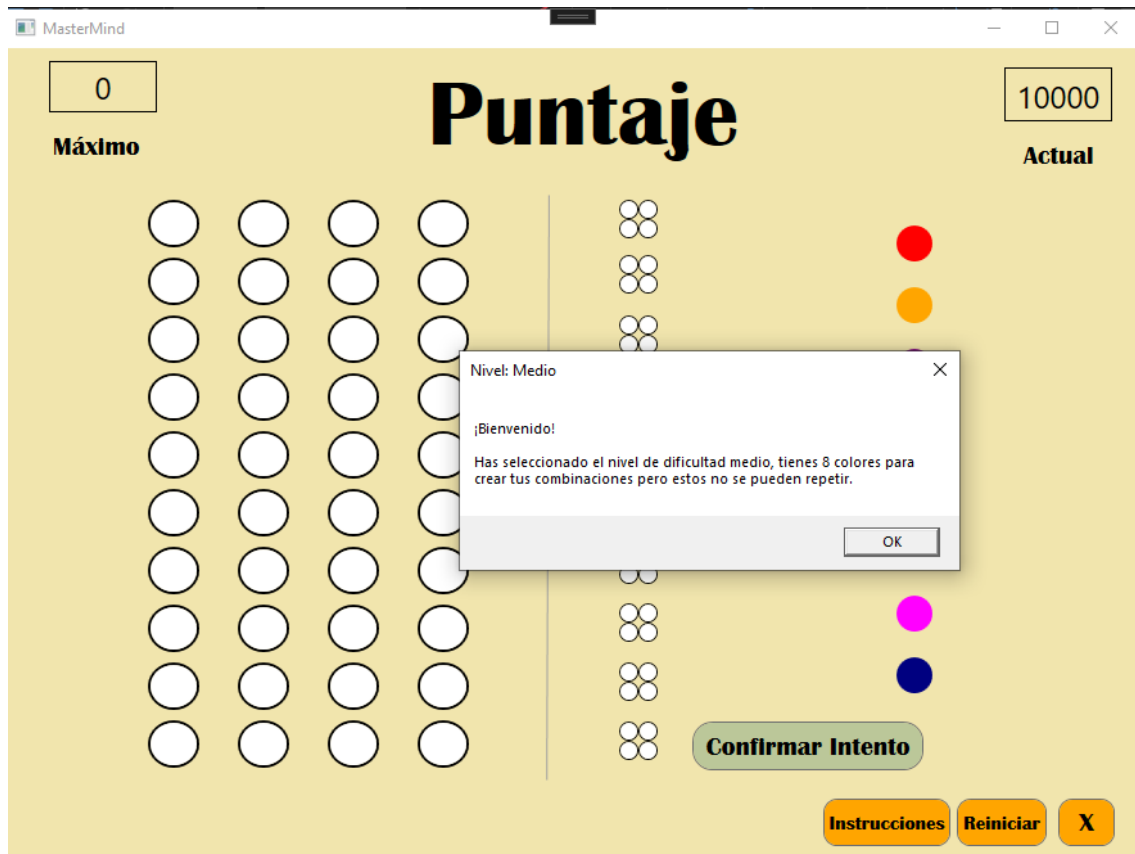 MasterMind
0
Puntaje
10000
Máximo
Actual
Nivel: Medio
¡Bienvenido!
Has seleccionado el nivel de dificultad medio, tienes 8 colores para
crear tus combinaciones pero estos no se pueden repetir.
OK
Confirmar Intento
Instrucciones
Reiniciar
X